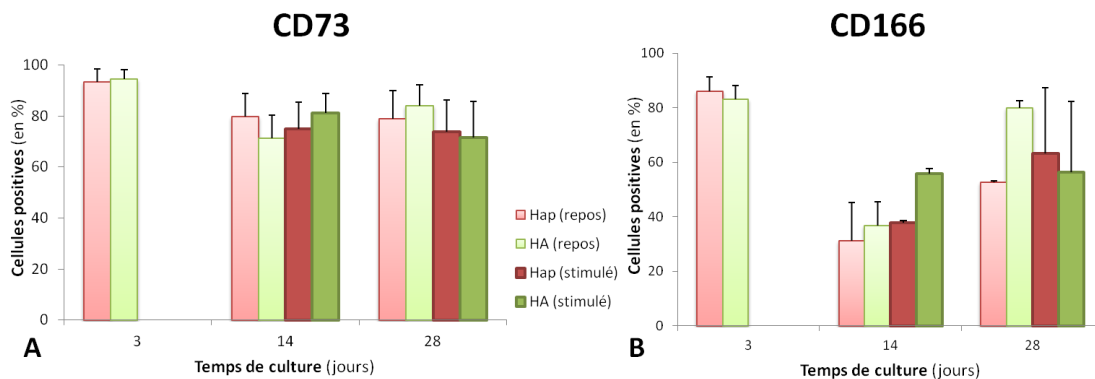 CD73
Cellules positives (en %)
100
80
60
40
20
0
3
14
28
Temps de culture (jours)
A
Hap (repos)
HA (repos)
Hap (stimulé)
HA (stimulé)
CD166
Cellules positives (en %)
100
80
60
40
20
0
3
14
28
Temps de culture (jours)
B